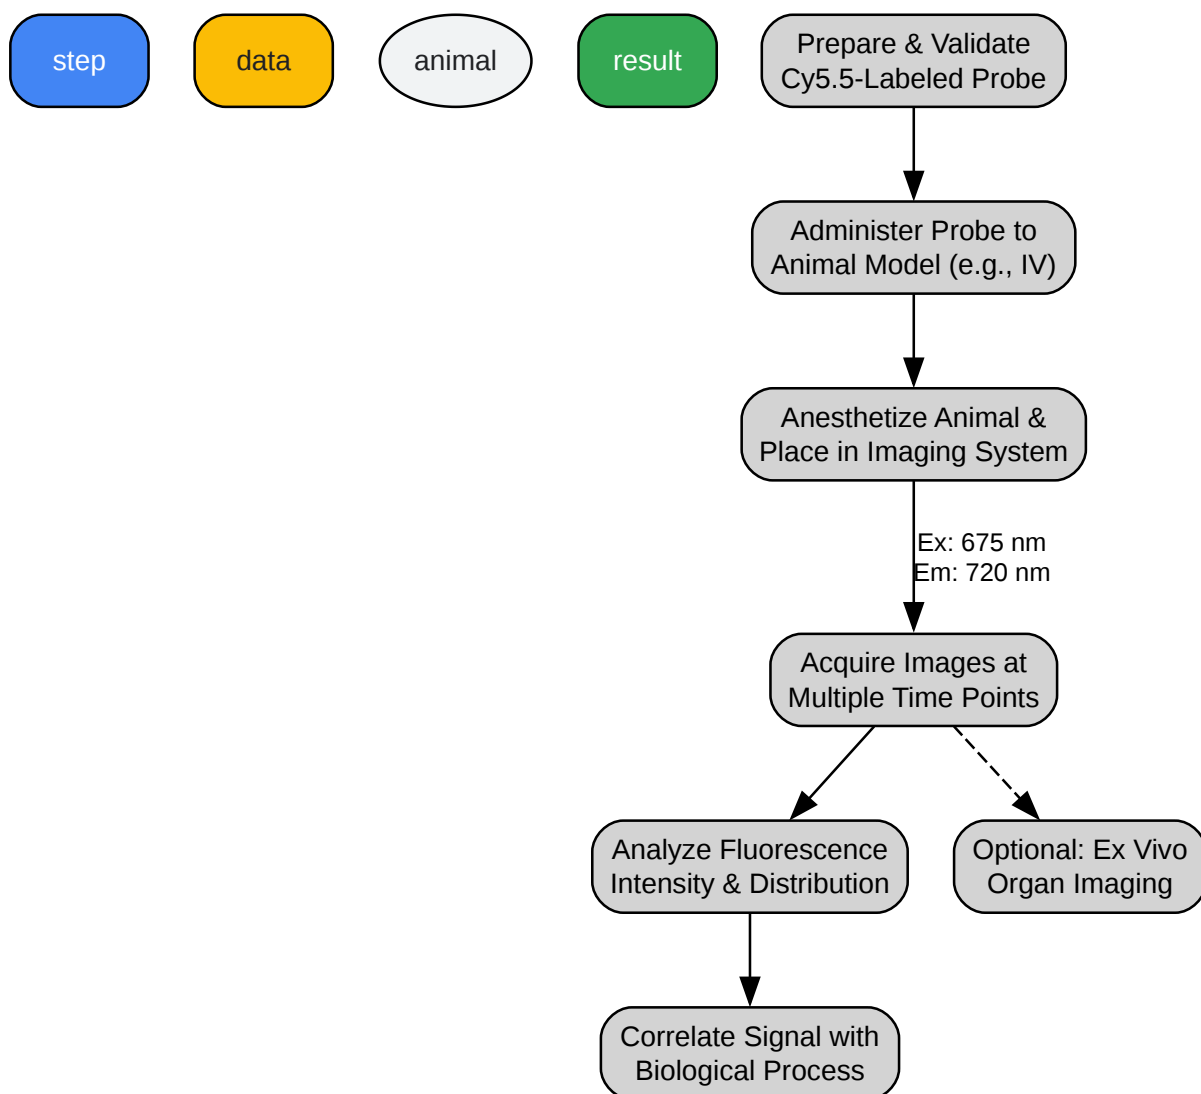 step
data
animal
result
Prepare & Validate
Cy5.5-Labeled Probe
Administer Probe to
Animal Model (e.g., IV)
Anesthetize Animal &
Place in Imaging System
Ex: 675 nm
Em: 720 nm
Acquire Images at
Multiple Time Points
Analyze Fluorescence
Intensity & Distribution
Optional: Ex Vivo
Organ Imaging
Correlate Signal with
Biological Process